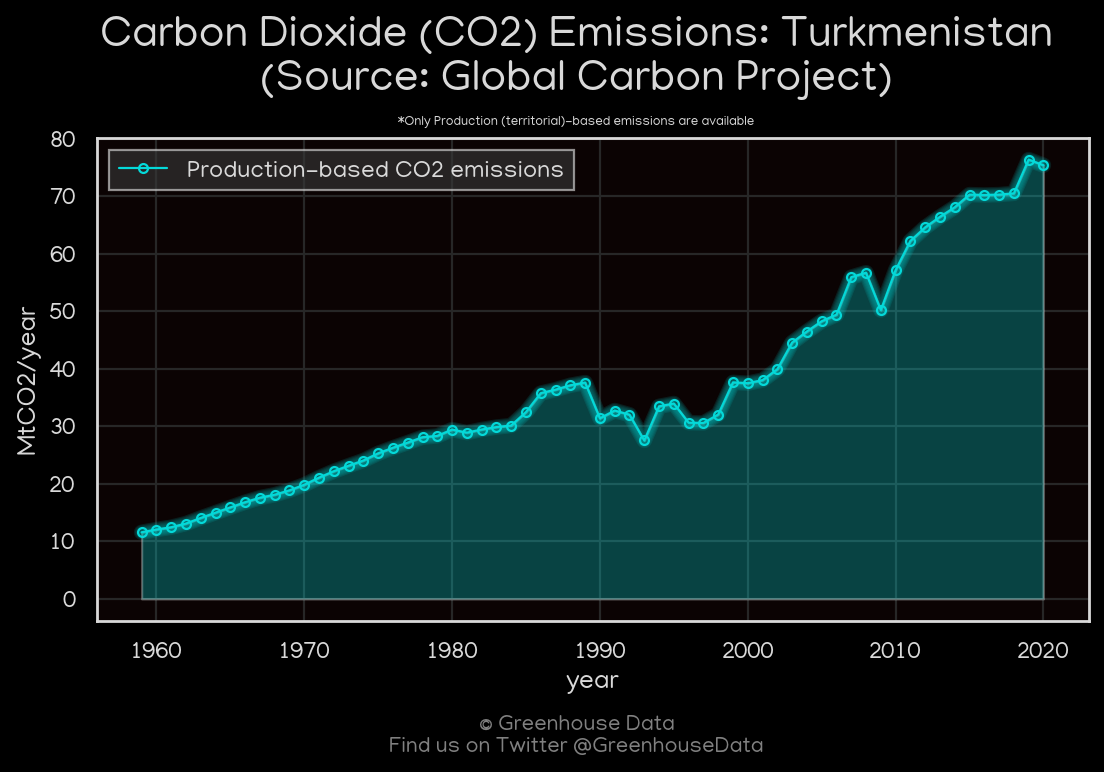 Carbon Dioxide (CO2) Emissions: Turkmenistan
(Source: Global Carbon Project)
*Only Production (territorial)-based emissions are available
Production-based CO2 emissions
MtCO2/year
80
70
60
50
40
30
20
10
0
1960 1970 1980 1990 2000 2010 2020
year
© Greenhouse Data
Find us on Twitter @GreenhouseData